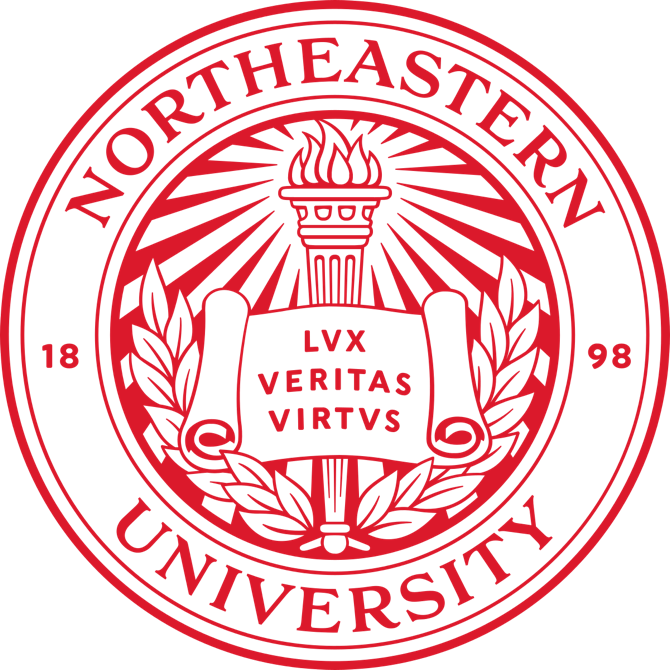 NORTHEASTERN
18
98
LVX
VERITAS
VIRTVS
UNIVERSITY